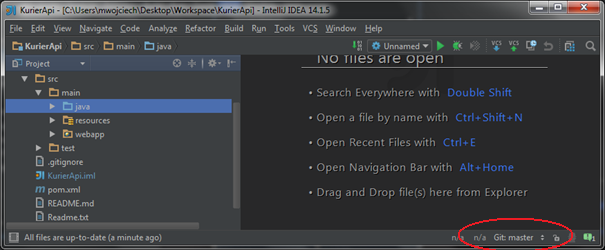 KurierApi - [C:\Users\mwojciech\Desktop\Workspace\KurierApi] - IntelliJ IDEA 14.1.5
File Edit View Navigate Code Analyze Refactor Build Run Tools VCS Window Help
KurierApi src main java Unnamed VCS VCS
Project
No files are open
src
main
java
resources
webapp
test
.gitignore
KurierApi.iml
pom.xml
README.md
Readme.txt
• Search Everywhere with Double Shift
• Open a file by name with Ctrl+Shift+N
• Open Recent Files with Ctrl+E
• Open Navigation Bar with Alt+Home
• Drag and Drop file(s) here from Explorer
All files are up-to-date (a minute ago) n/a n/a Git: master 1